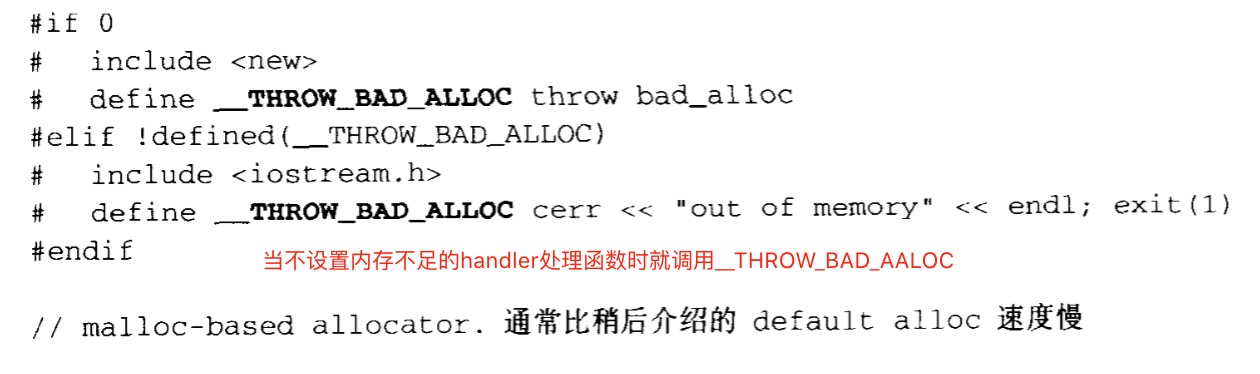 #if 0
#   include <new>
#   define __THROW_BAD_ALLOC throw bad_alloc
#elif !defined(__THROW_BAD_ALLOC)
#   include <iostream.h>
#   define __THROW_BAD_ALLOC cerr << "out of memory" << endl; exit(1)
#endif
当不设置内存不足的handler处理函数时就调用__THROW_BAD_AALOC
// malloc-based allocator. 通常比稍后介绍的 default alloc 速度慢